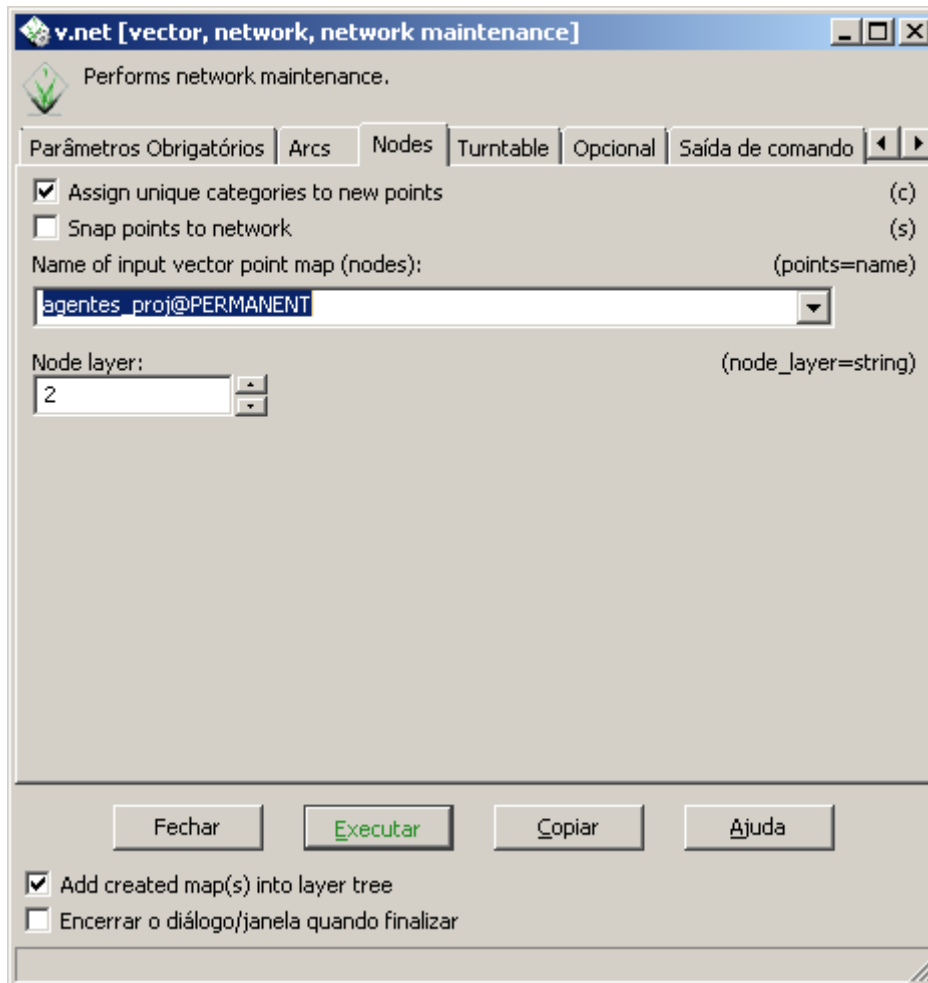 v.net [vector, network, network maintenance]
Performs network maintenance.
Parâmetros Obrigatórios Arcs Nodes Turntable Opcional Saída de comando
Assign unique categories to new points (c)
Snap points to network (s)
Name of input vector point map (nodes): (points=name)
agentes_proj@PERMANENT
Node layer: (node_layer=string)
2
Fechar Executar Copiar Ajuda
Add created map(s) into layer tree
Encerrar o diálogo/janela quando finalizar